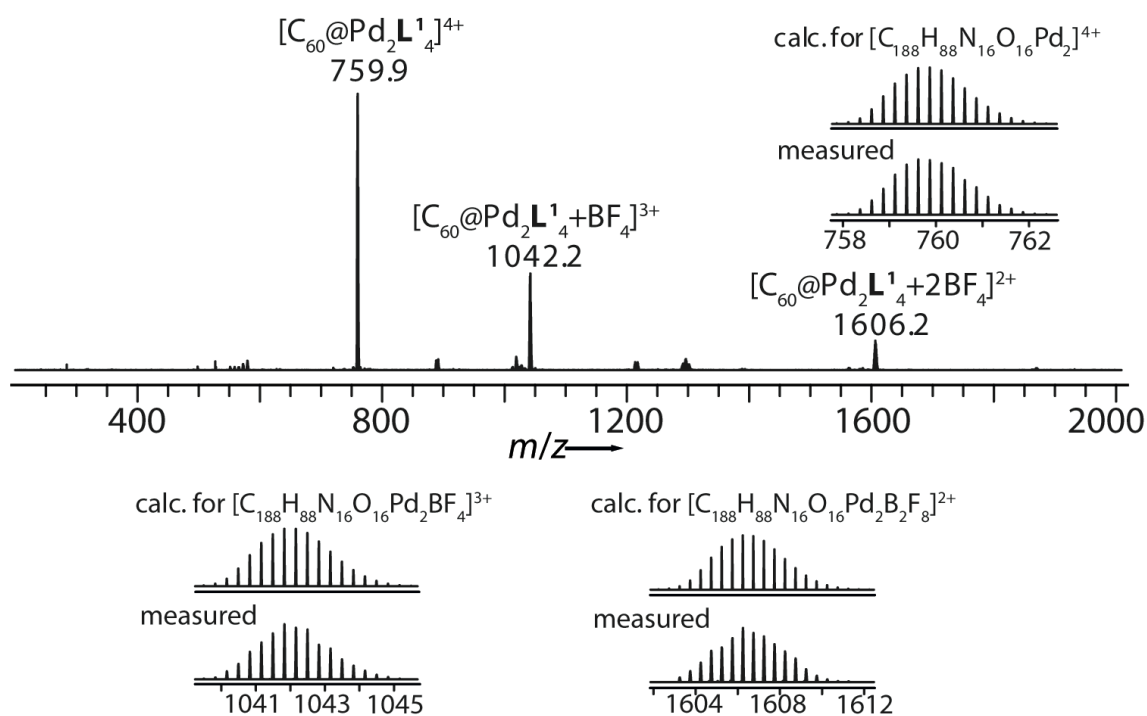 [C₆₀@Pd₂L¹₄]⁴⁺
759.9
calc. for [C₁₈₈H₈₈N₁₆O₁₆Pd₂]⁴⁺
measured
758 760 762
[C₆₀@Pd₂L¹₄+BF₄]³⁺
1042.2
[C₆₀@Pd₂L¹₄+2BF₄]²⁺
1606.2
400 800 1200 1600 2000
m/z
calc. for [C₁₈₈H₈₈N₁₆O₁₆Pd₂BF₄]³⁺
measured
1041 1043 1045
calc. for [C₁₈₈H₈₈N₁₆O₁₆Pd₂B₂F₈]²⁺
measured
1604 1608 1612